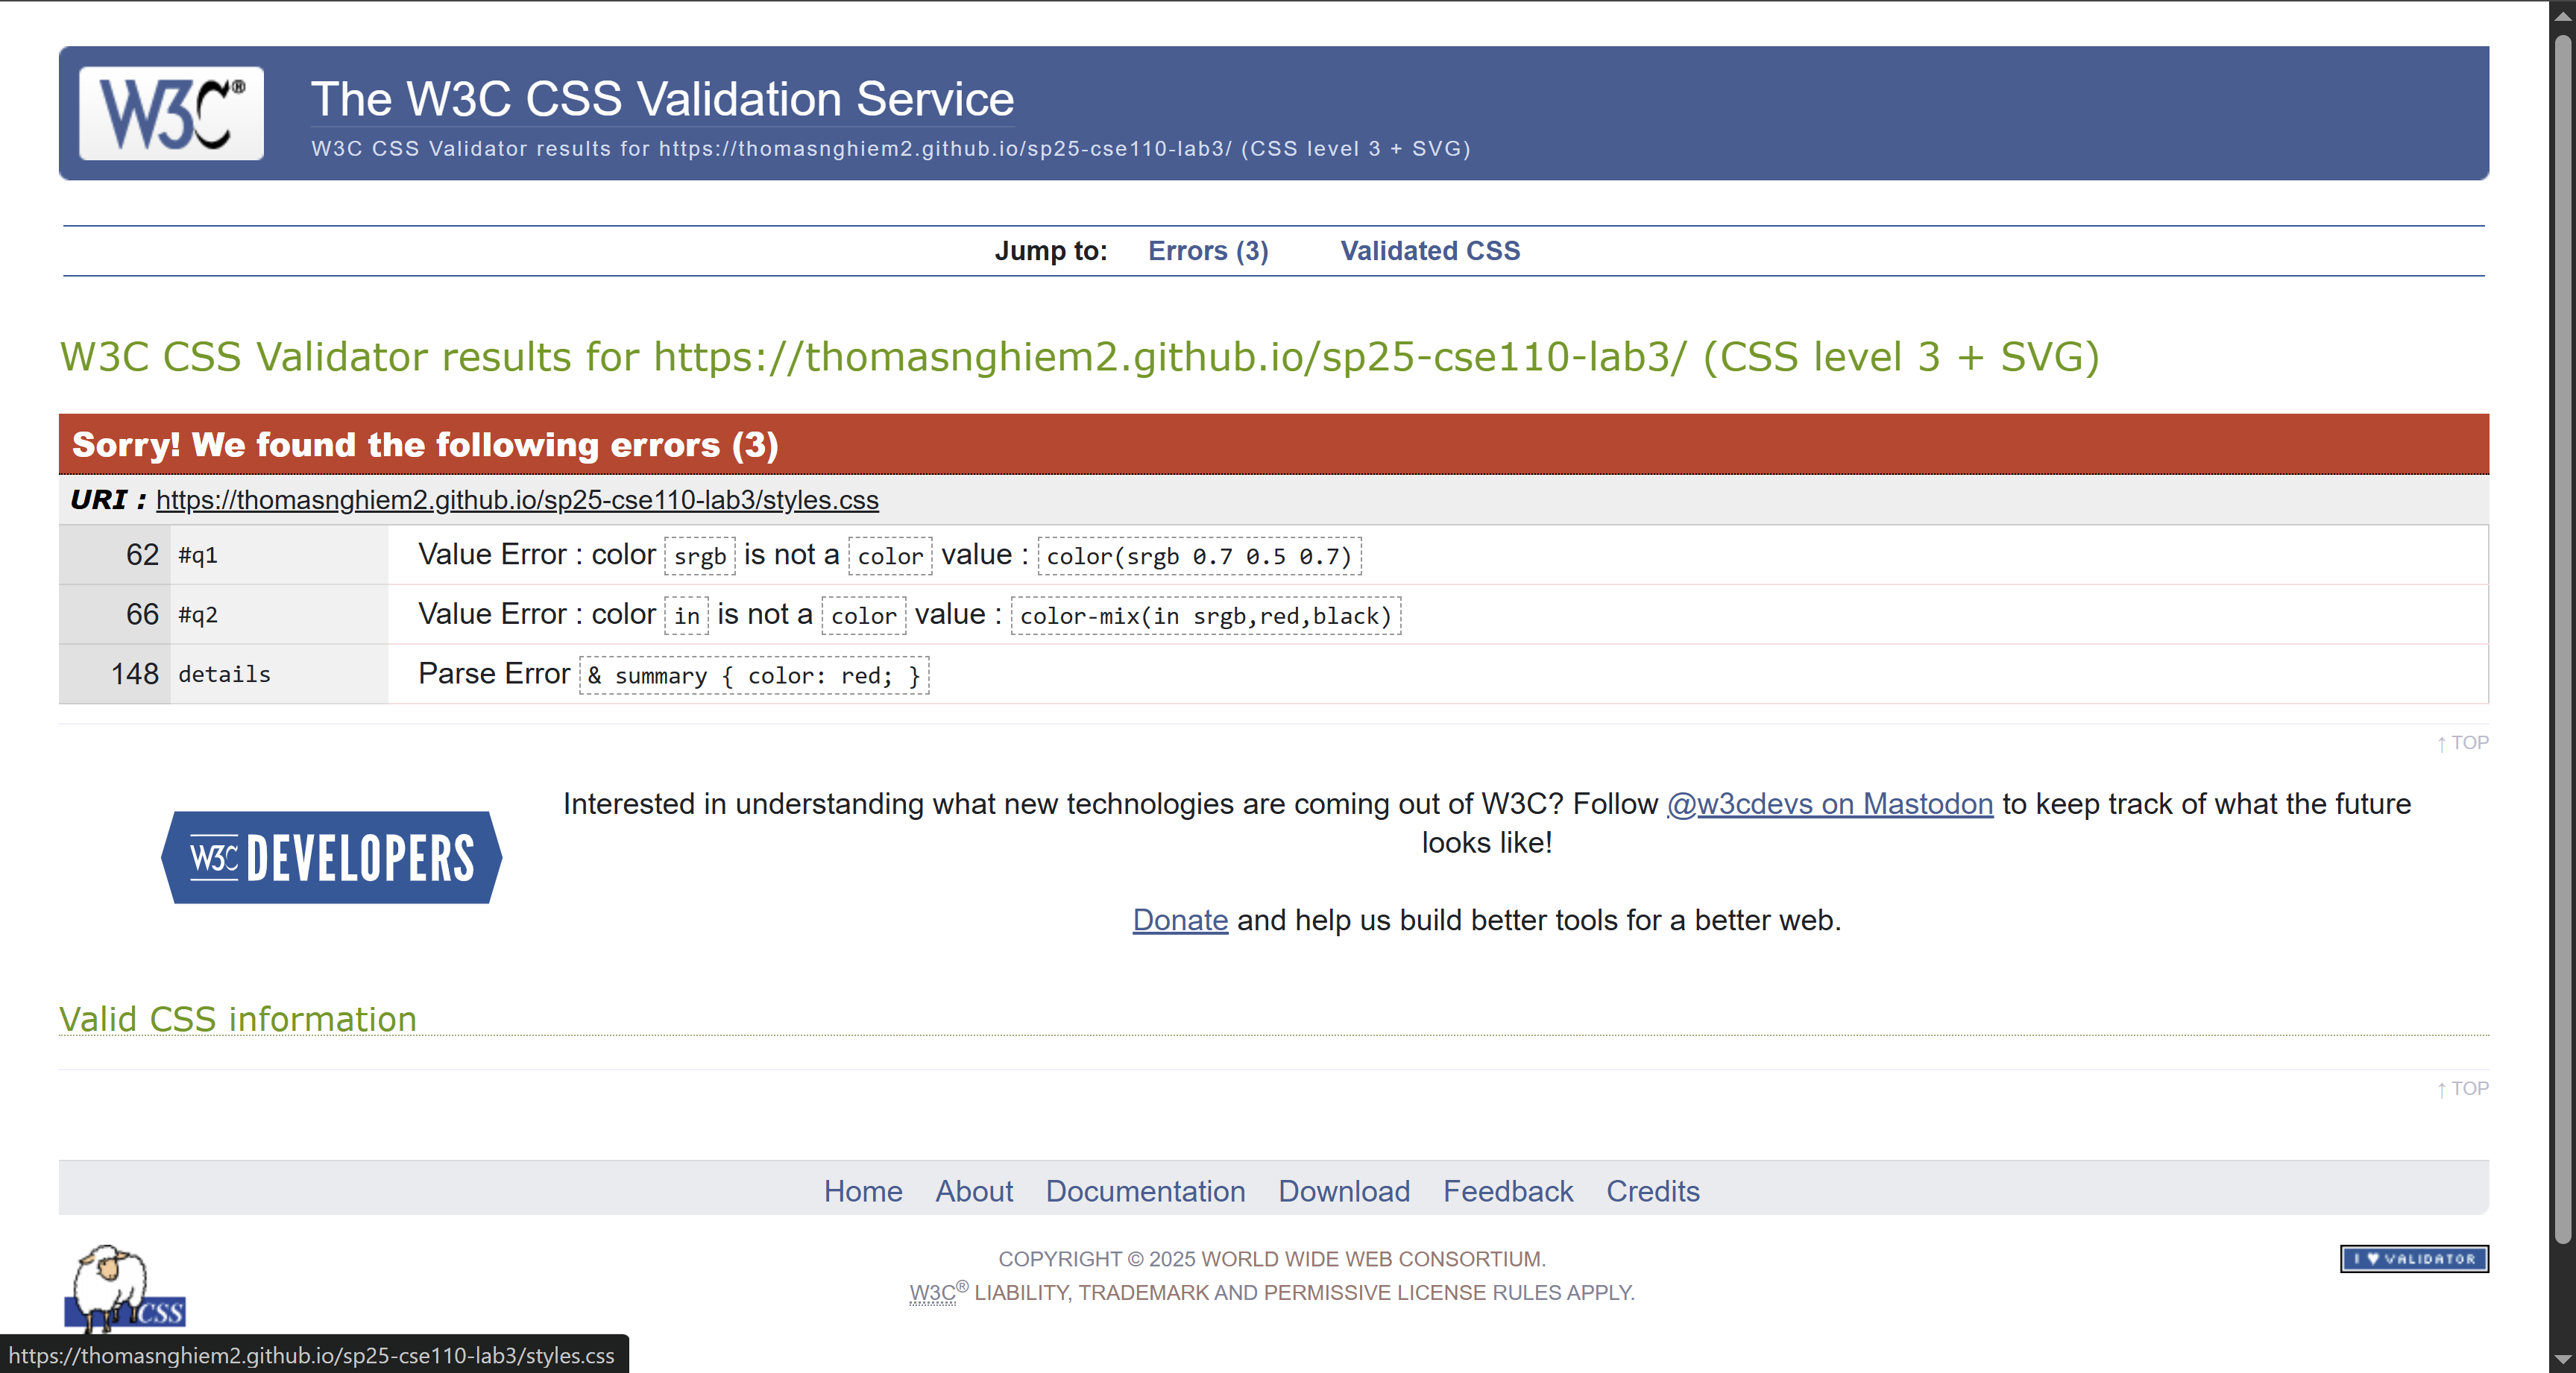 W3C®
The W3C CSS Validation Service
W3C CSS Validator results for https://thomasnghiem2.github.io/sp25-cse110-lab3/ (CSS level 3 + SVG)
Jump to: Errors (3) Validated CSS
W3C CSS Validator results for https://thomasnghiem2.github.io/sp25-cse110-lab3/ (CSS level 3 + SVG)
Sorry! We found the following errors (3)
URI : https://thomasnghiem2.github.io/sp25-cse110-lab3/styles.css
62 #q1 Value Error : color srgb is not a color value : color(srgb 0.7 0.5 0.7)
66 #q2 Value Error : color in is not a color value : color-mix(in srgb,red,black)
148 details Parse Error & summary { color: red; }
↑ TOP
W3C DEVELOPERS
Interested in understanding what new technologies are coming out of W3C? Follow @w3cdevs on Mastodon to keep track of what the future
looks like!
Donate and help us build better tools for a better web.
Valid CSS information
↑ TOP
Home About Documentation Download Feedback Credits
CSS
COPYRIGHT © 2025 WORLD WIDE WEB CONSORTIUM.
W3C® LIABILITY, TRADEMARK AND PERMISSIVE LICENSE RULES APPLY.
I ♥ VALIDATOR
https://thomasnghiem2.github.io/sp25-cse110-lab3/styles.css